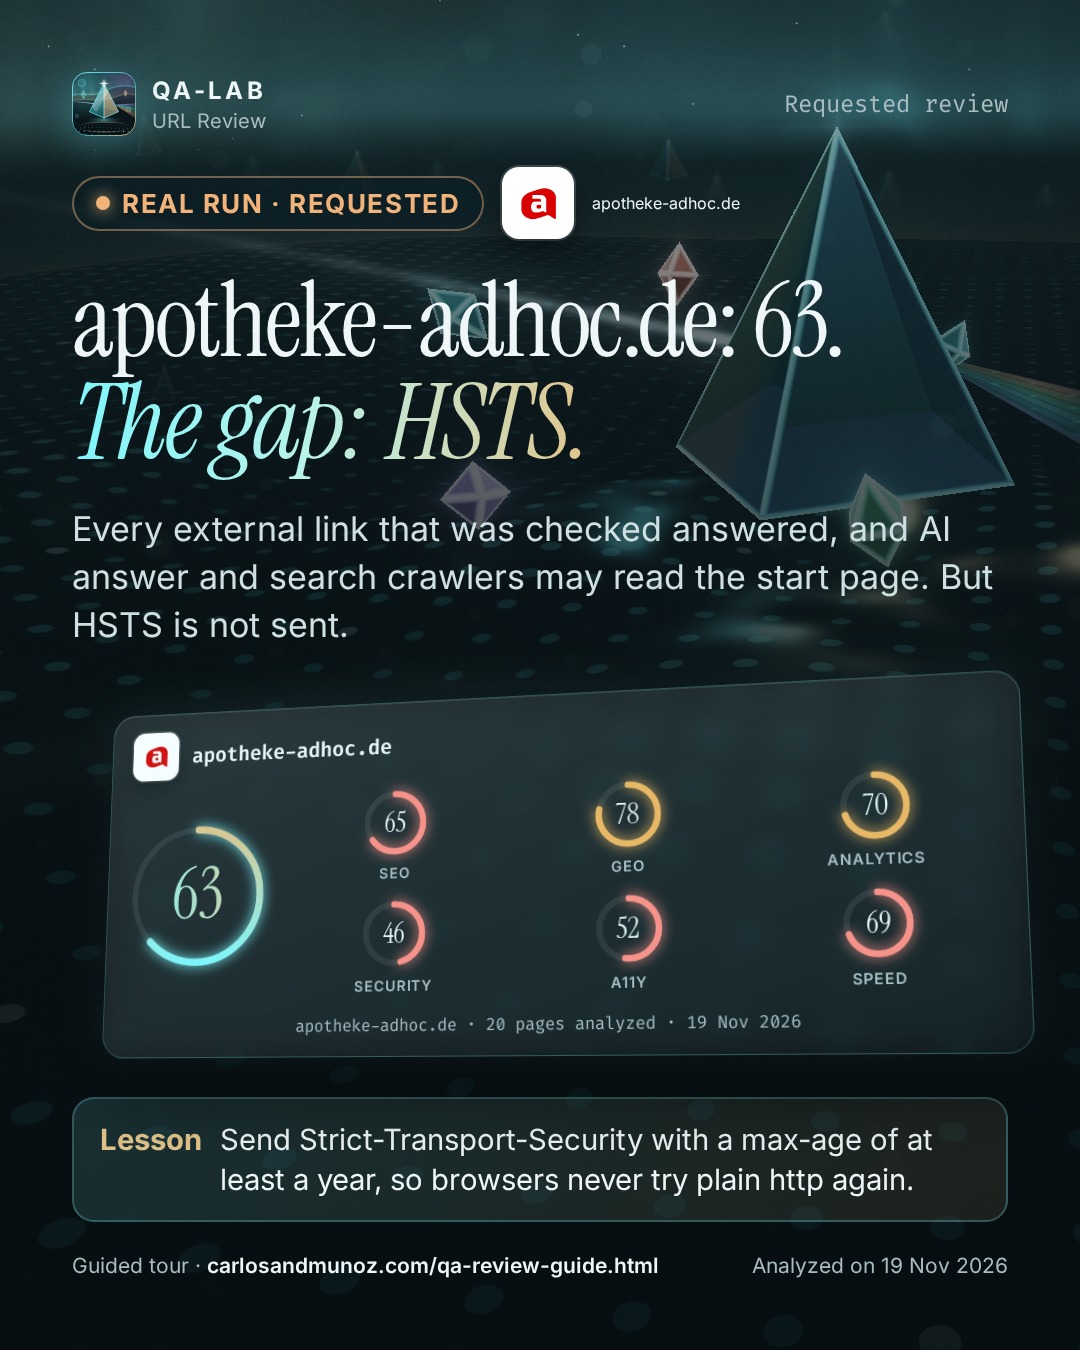 QA-LAB
URL Review
Requested review
REAL RUN · REQUESTED
a
apotheke-adhoc.de
apotheke-adhoc.de: 63.
The gap: HSTS.
Every external link that was checked answered, and AI
answer and search crawlers may read the start page. But
HSTS is not sent.
a
apotheke-adhoc.de
63
65
SEO
78
GEO
70
ANALYTICS
46
SECURITY
52
A11Y
69
SPEED
apotheke-adhoc.de · 20 pages analyzed · 19 Nov 2026
Lesson Send Strict-Transport-Security with a max-age of at
least a year, so browsers never try plain http again.
Guided tour · carlosandmunoz.com/qa-review-guide.html
Analyzed on 19 Nov 2026